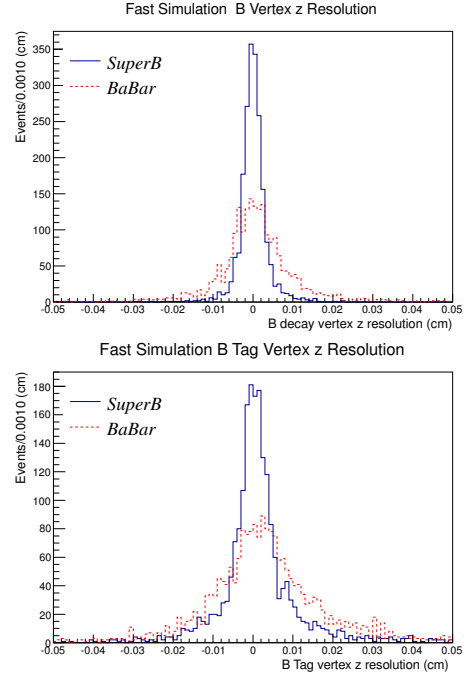 Fast Simulation B Vertex z Resolution
Events/0.0010 (cm)
350
300
250
200
150
100
50
0
SuperB
BaBar
-0.05 -0.04 -0.03 -0.02 -0.01 0 0.01 0.02 0.03 0.04 0.05
B decay vertex z resolution (cm)
Fast Simulation B Tag Vertex z Resolution
Events/0.0010 (cm)
180
160
140
120
100
80
60
40
20
SuperB
BaBar
-0.05 -0.04 -0.03 -0.02 -0.01 0 0.01 0.02 0.03 0.04 0.05
B Tag vertex z resolution (cm)